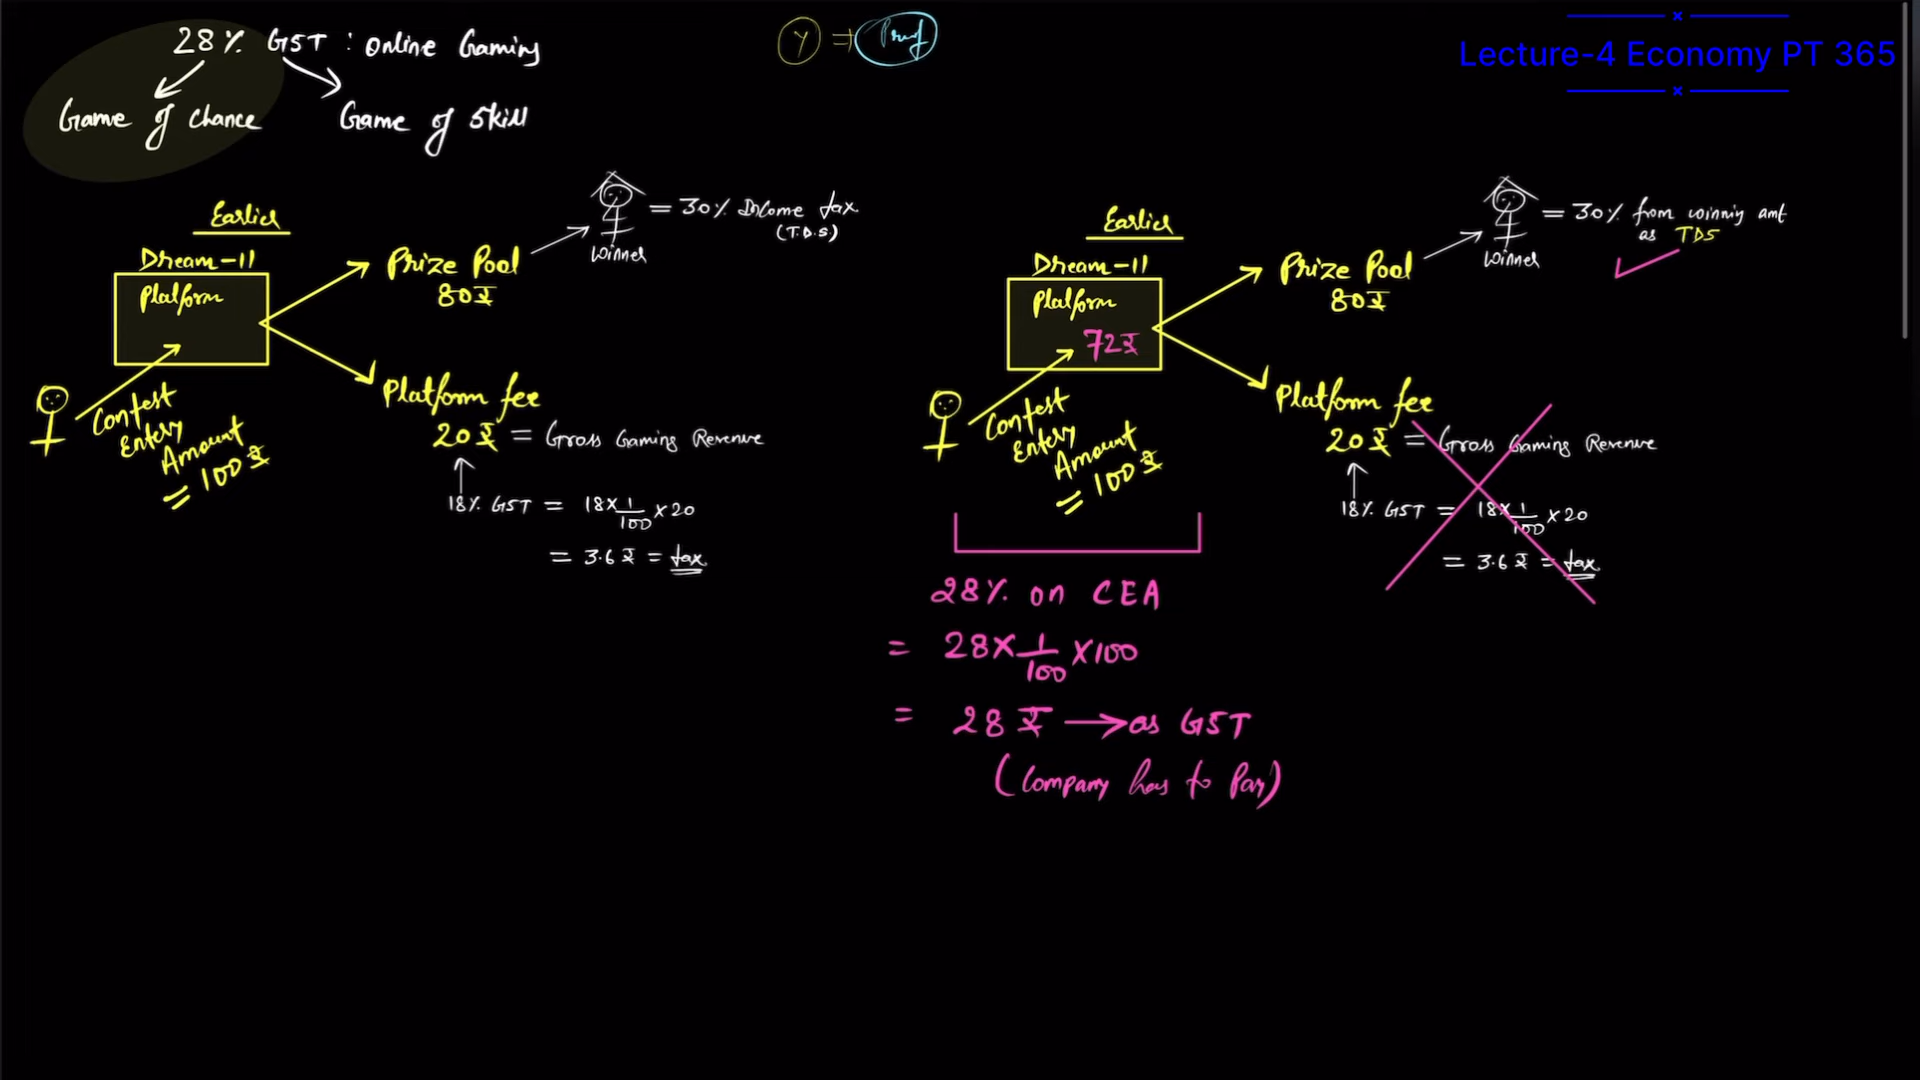 28% GST : Online Gaming
Game of Chance
Game of Skill
Y ⇒ Proof
Lecture-4 Economy PT 365
Earlier
Dream-11
Platform
Contest
Entry
Amount
= 100₹
Prize Pool
80₹
Winner
= 30% Income tax
(T.D.S)
Platform fee
20₹ = Gross Gaming Revenue
18% GST = 18×1/100×20
= 3.6₹ = tax
Earlier
Dream-11
Platform
72₹
Contest
Entry
Amount
= 100₹
Prize Pool
80₹
Winner
= 30% from winning amt
as TDS
Platform fee
20₹ = Gross Gaming Revenue
18% GST = 18×1/100×20
= 3.6₹ = tax
28% on CEA
= 28×1/100×100
= 28₹ → as GST
(Company has to Pay)